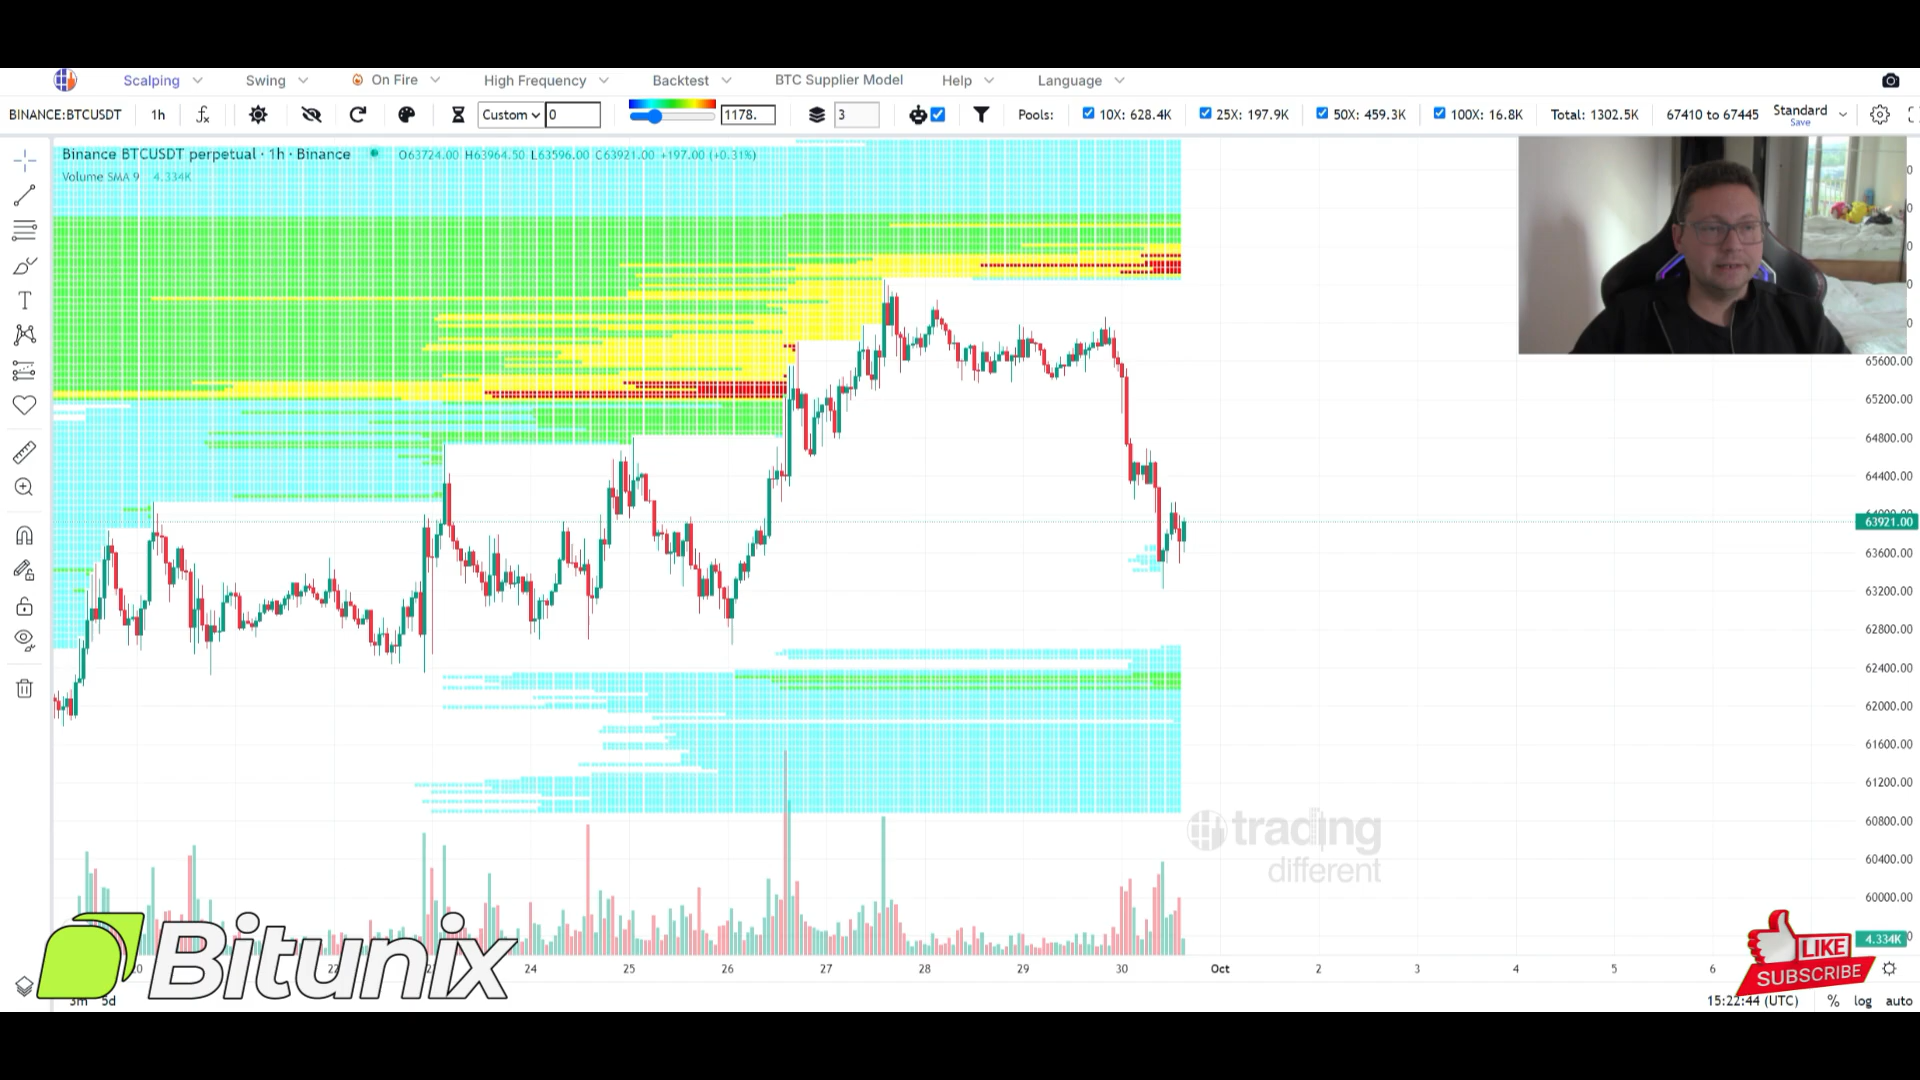 Scalping Swing On Fire High Frequency Backtest BTC Supplier Model Help Language
BINANCE:BTCUSDT 1h Custom 0 1178. 3 Pools: 10X: 628.4K 25X: 197.9K 50X: 459.3K 100X: 16.8K Total: 1302.5K 67410 to 67445 Standard
Save
Binance BTCUSDT perpetual · 1h · Binance O63724.00 H63964.50 L63596.00 C63921.00 +197.00 (+0.31%)
Volume SMA 9 4.334K
65600.00
65200.00
64800.00
64400.00
63921.00
63600.00
63200.00
62800.00
62400.00
62000.00
61600.00
61200.00
60800.00
60400.00
60000.00
trading
different
4.334K
Bitunix
LIKE
SUBSCRIBE
24 25 26 27 28 29 30 Oct 2 3 4 5 6
3m 5d
15:22:44 (UTC) % log auto